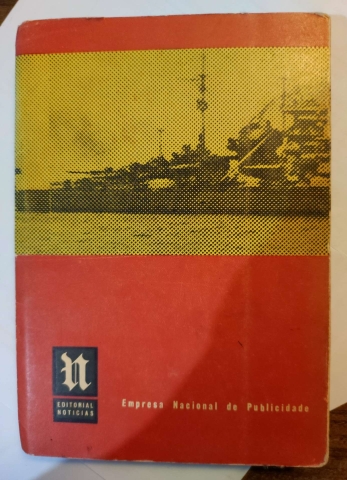 N
EDITORIAL
NOTICIAS
Empresa Nacional de Publicidade